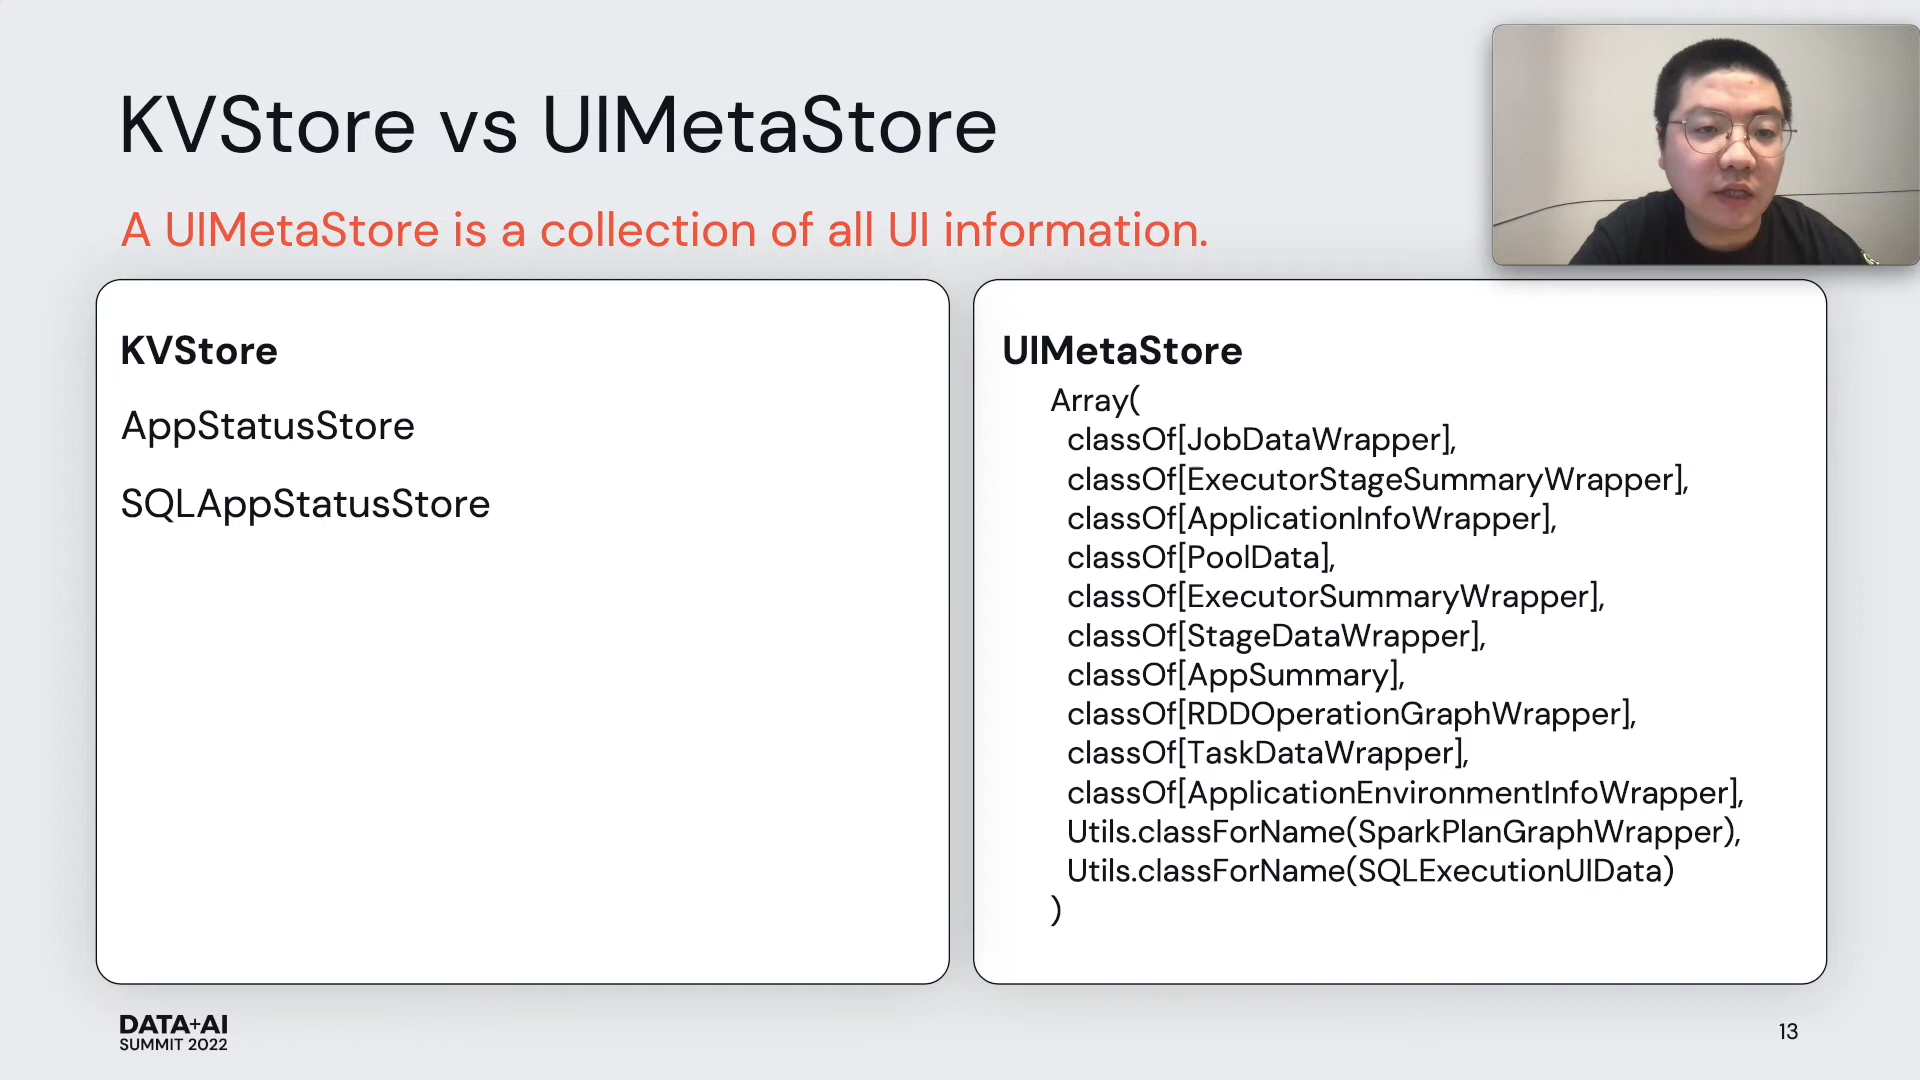 KVStore vs UIMetaStore
A UIMetaStore is a collection of all UI information.
KVStore
AppStatusStore
SQLAppStatusStore
UIMetaStore
Array(
classOf[JobDataWrapper],
classOf[ExecutorStageSummaryWrapper],
classOf[ApplicationInfoWrapper],
classOf[PoolData],
classOf[ExecutorSummaryWrapper],
classOf[StageDataWrapper],
classOf[AppSummary],
classOf[RDDOperationGraphWrapper],
classOf[TaskDataWrapper],
classOf[ApplicationEnvironmentInfoWrapper],
Utils.classForName(SparkPlanGraphWrapper),
Utils.classForName(SQLExecutionUIData)
)
DATA+AI
SUMMIT 2022
13